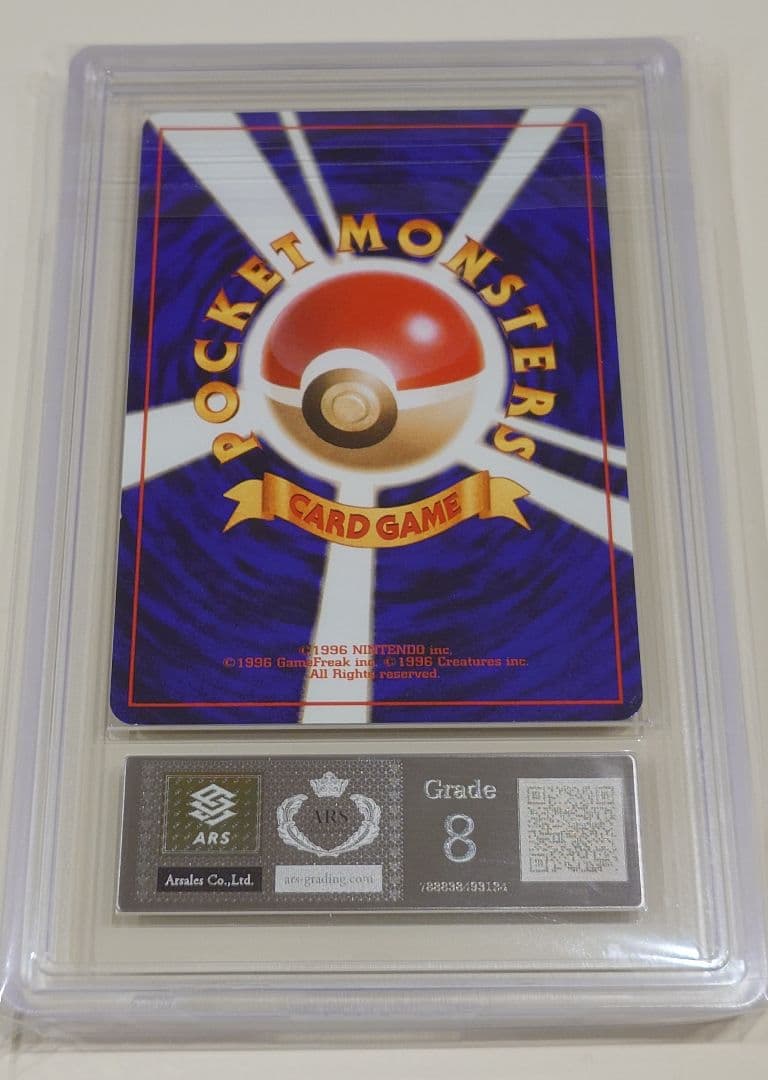 POCKET MONSTERS
CARD GAME
©1996 NINTENDO inc,
©1996 GameFreak inc. ©1996 Creatures inc.
All Rights reserved.
ARS
ARS
Grade
8
Arsales Co.,Ltd.
ars-grading.com